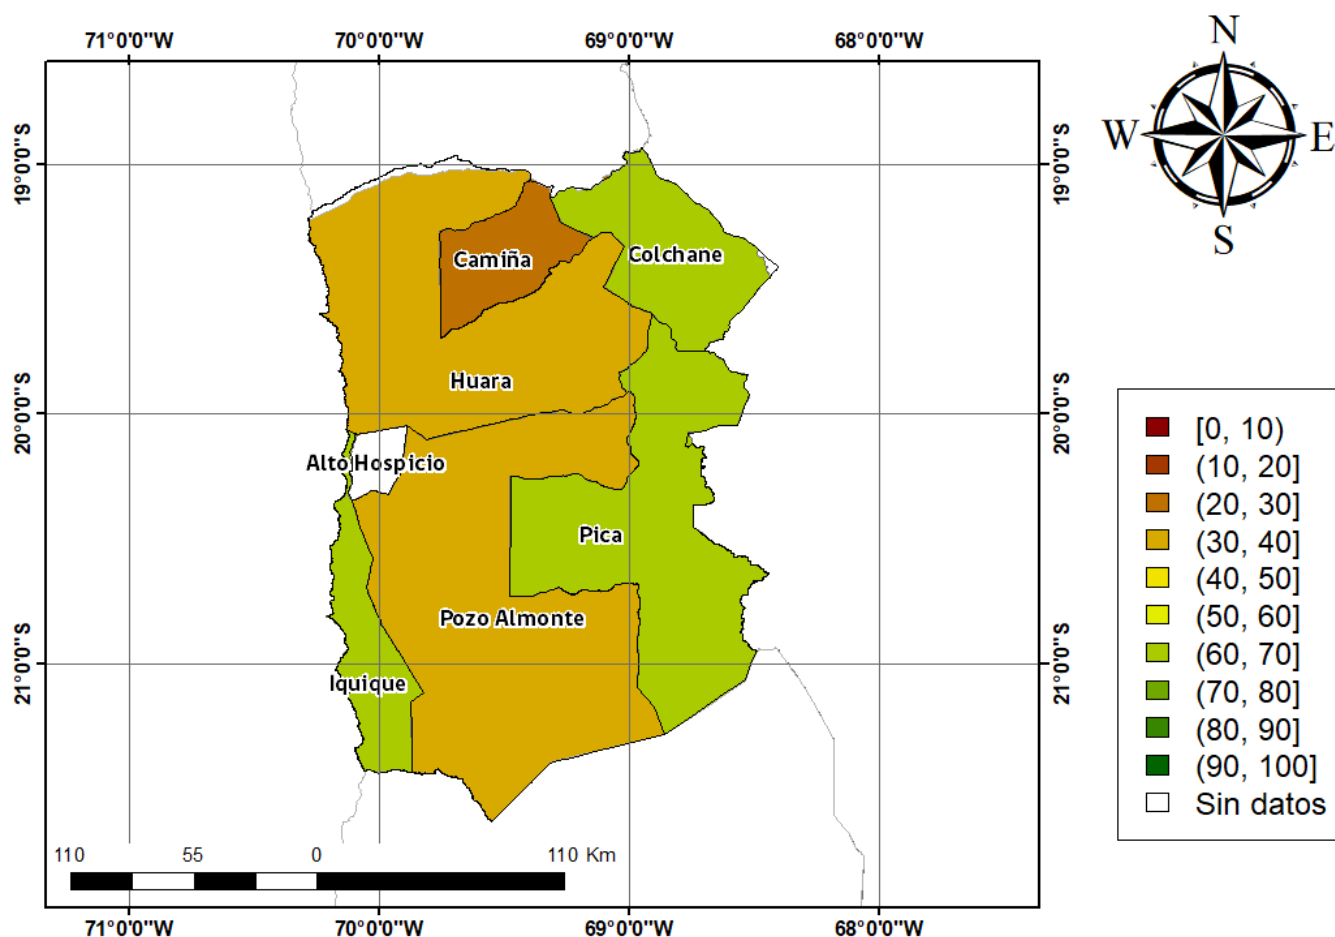 71°0'0"W 70°0'0"W 69°0'0"W 68°0'0"W
N
W E
S
19°0'0"S 19°0'0"S
Camiña Colchane
Huara
20°0'0"S 20°0'0"S
Alto Hospicio
Pica
Pozo Almonte
21°0'0"S 21°0'0"S
Iquique
110 55 0 110 Km
71°0'0"W 70°0'0"W 69°0'0"W 68°0'0"W
[0, 10)
(10, 20]
(20, 30]
(30, 40]
(40, 50]
(50, 60]
(60, 70]
(70, 80]
(80, 90]
(90, 100]
Sin datos